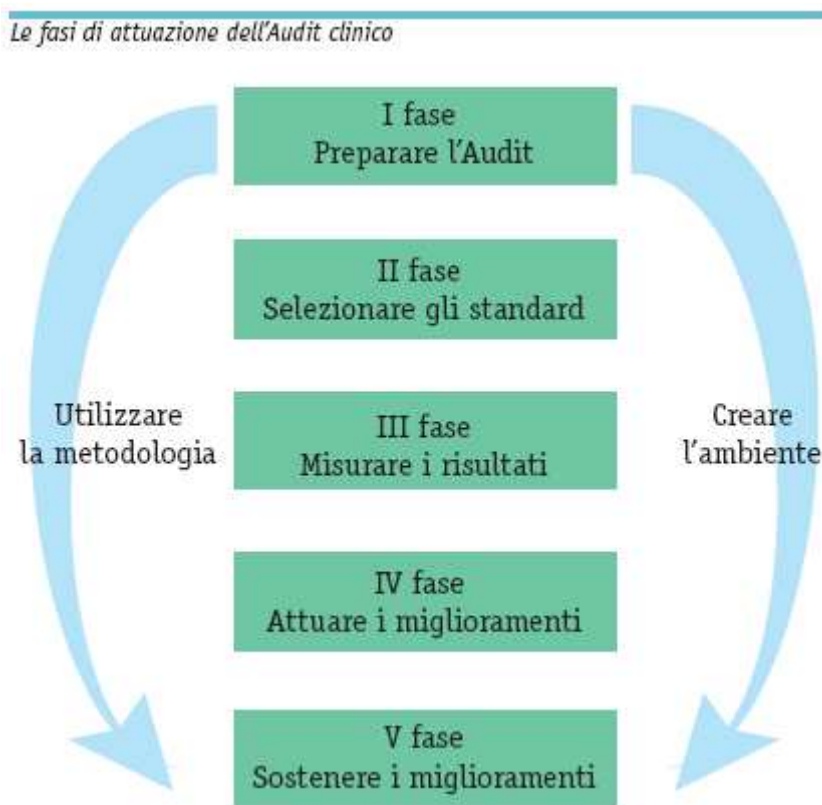 Le fasi di attuazione dell'Audit clinico
I fase
Preparare l'Audit
II fase
Selezionare gli standard
Utilizzare
la metodologia
III fase
Misurare i risultati
Creare
l'ambiente
IV fase
Attuare i miglioramenti
V fase
Sostenere i miglioramenti